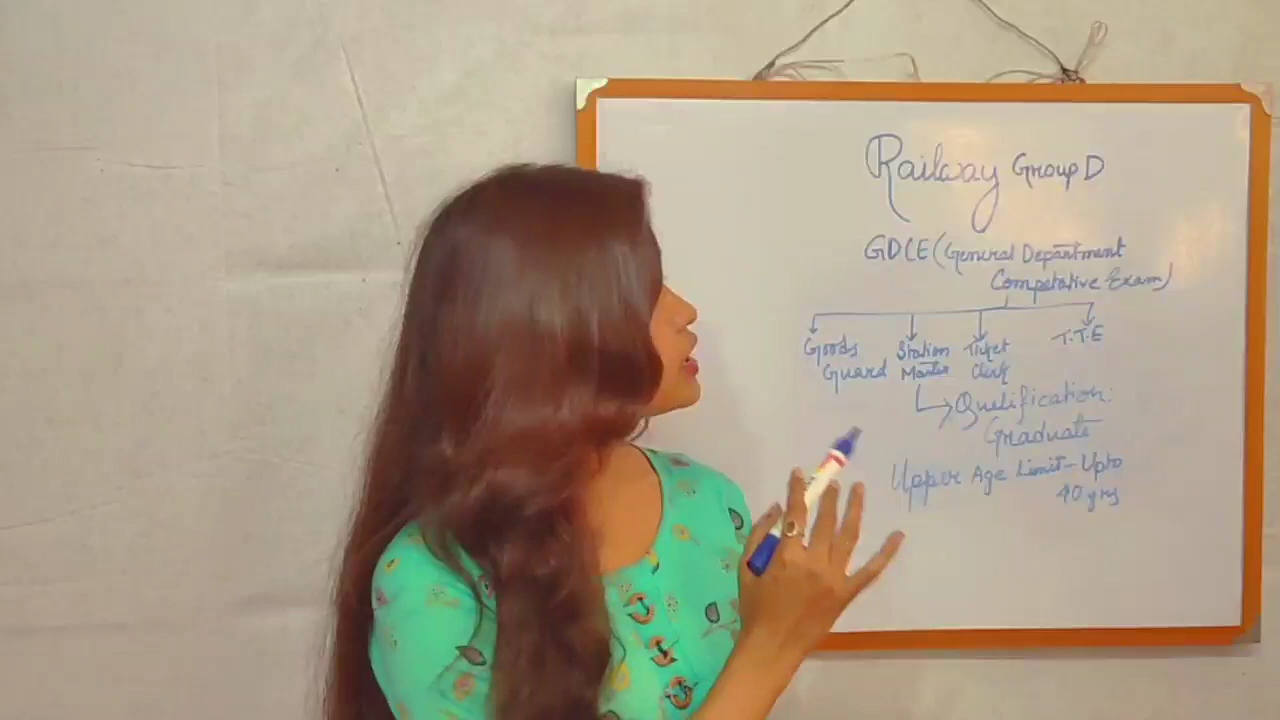 Railway Group D
GDCE (General Department
Competative Exam)
Goods Guard
Station Master
Ticket Clerk
T.T.E
Qualification:
Graduate
Upper Age Limit - Upto
40 yrs